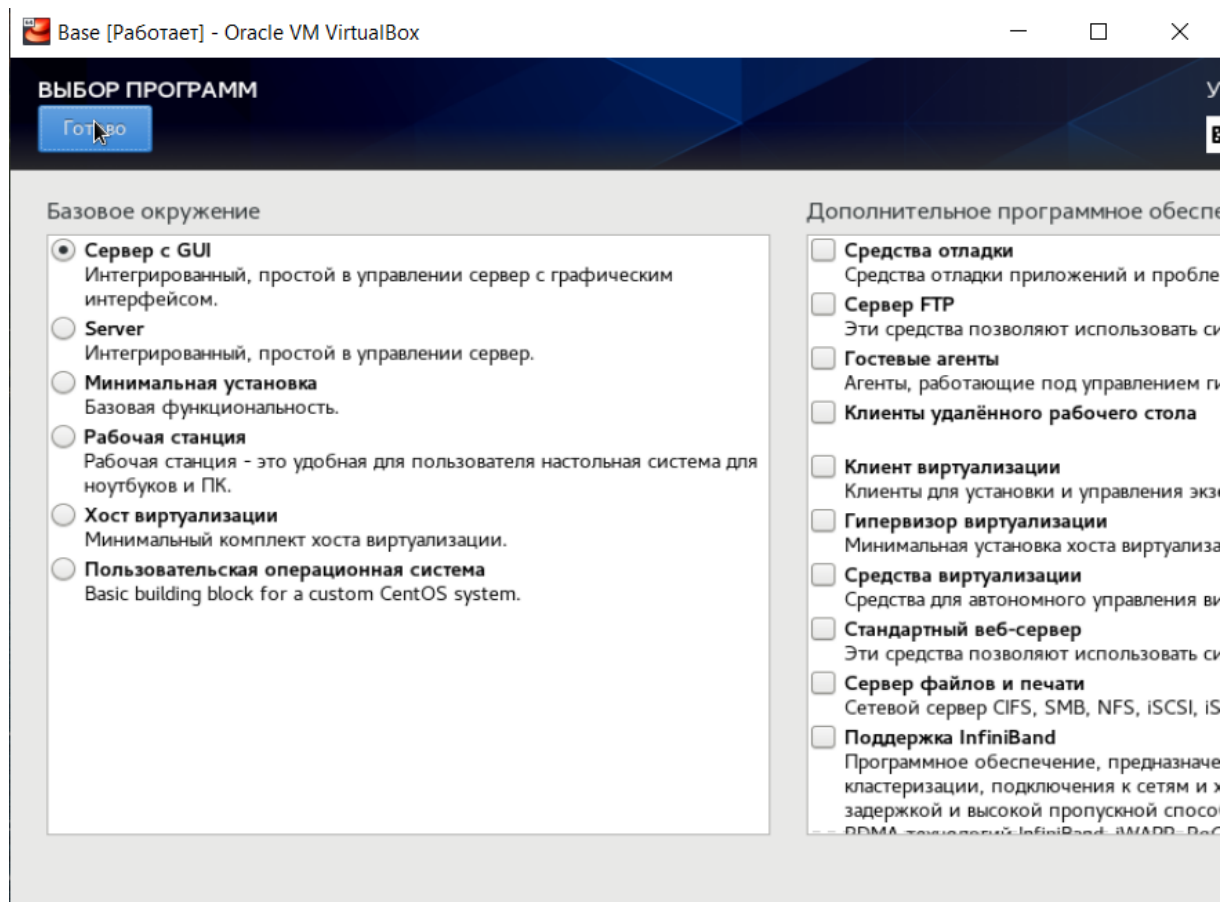 Base [Работает] - Oracle VM VirtualBox
ВЫБОР ПРОГРАММ
Готово
Базовое окружение
Сервер с GUI
Интегрированный, простой в управлении сервер с графическим
интерфейсом.
Server
Интегрированный, простой в управлении сервер.
Минимальная установка
Базовая функциональность.
Рабочая станция
Рабочая станция - это удобная для пользователя настольная система для
ноутбуков и ПК.
Хост виртуализации
Минимальный комплект хоста виртуализации.
Пользовательская операционная система
Basic building block for a custom CentOS system.
Дополнительное программное
Средства отладки
Средства отладки приложений и
Сервер FTP
Эти средства позволяют использовать
Гостевые агенты
Агенты, работающие под управлением
Клиенты удалённого рабочего стола
Клиент виртуализации
Клиенты для установки и управления
Гипервизор виртуализации
Минимальная установка хоста
Средства виртуализации
Средства для автономного управления
Стандартный веб-сервер
Эти средства позволяют использовать
Сервер файлов и печати
Сетевой сервер CIFS, SMB, NFS, iSCSI,
Поддержка InfiniBand
Программное обеспечение,
кластеризации, подключения к сетям и
задержкой и высокой пропускной